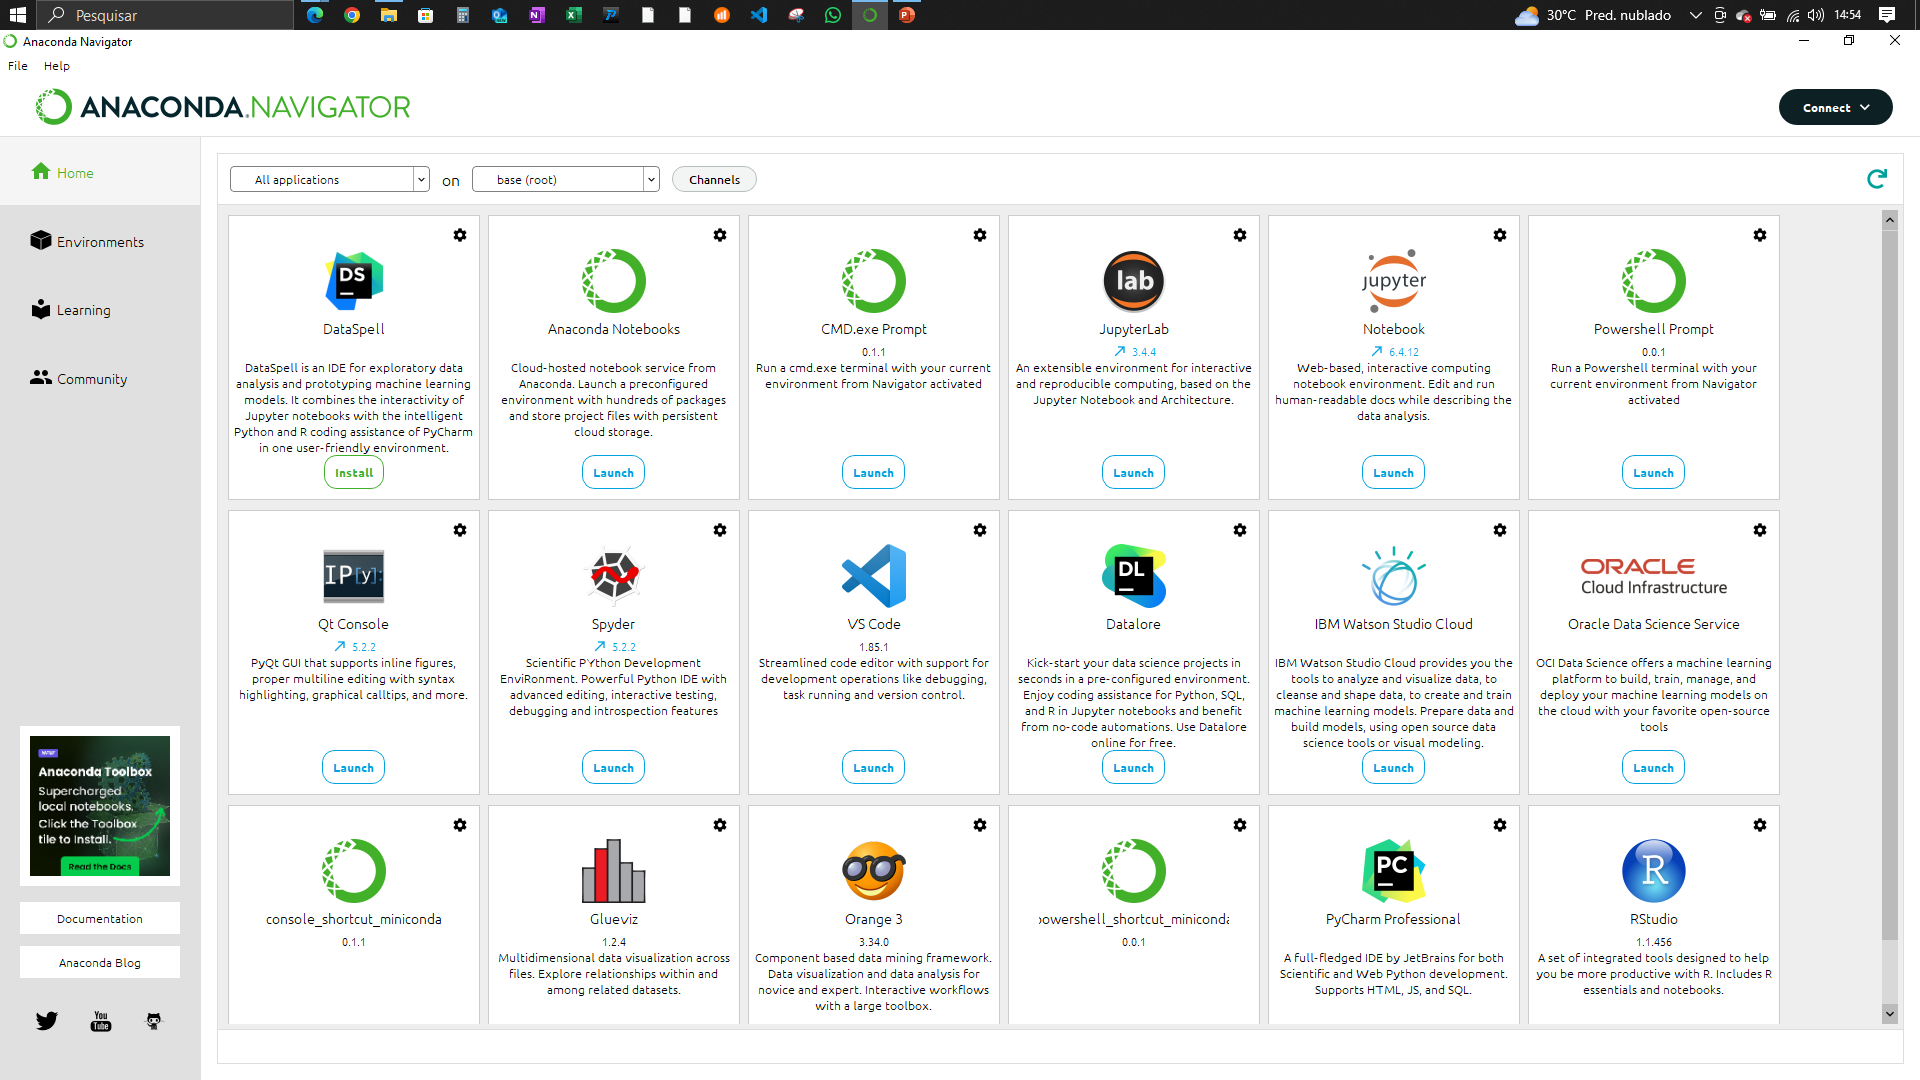 Pesquisar
30°C Pred. nublado
14:54
Anaconda Navigator
File Help
ANACONDA.NAVIGATOR
Connect
Home
Environments
Learning
Community
All applications on base (root) Channels
DS
DataSpell
DataSpell is an IDE for exploratory data
analysis and prototyping machine learning
models. It combines the interactivity of
Jupyter notebooks with the intelligent
Python and R coding assistance of PyCharm
in one user-friendly environment.
Install
Anaconda Notebooks
Cloud-hosted notebook service from
Anaconda. Launch a preconfigured
environment with hundreds of packages
and store project files with persistent
cloud storage.
Launch
CMD.exe Prompt
0.1.1
Run a cmd.exe terminal with your current
environment from Navigator activated
Launch
lab
JupyterLab
3.4.4
An extensible environment for interactive
and reproducible computing, based on the
Jupyter Notebook and Architecture.
Launch
jupyter
Notebook
6.4.12
Web-based, interactive computing
notebook environment. Edit and run
human-readable docs while describing the
data analysis.
Launch
Powershell Prompt
0.0.1
Run a Powershell terminal with your
current environment from Navigator
activated
Launch
IP[y]:
Qt Console
5.2.2
PyQt GUI that supports inline figures,
proper multiline editing with syntax
highlighting, graphical calltips, and more.
Launch
Spyder
5.2.2
Scientific PYthon Development
EnviRonment. Powerful Python IDE with
advanced editing, interactive testing,
debugging and introspection features
Launch
VS Code
1.85.1
Streamlined code editor with support for
development operations like debugging,
task running and version control.
Launch
DL
Datalore
Kick-start your data science projects in
seconds in a pre-configured environment.
Enjoy coding assistance for Python, SQL,
and R in Jupyter notebooks and benefit
from no-code automations. Use Datalore
online for free.
Launch
IBM Watson Studio Cloud
IBM Watson Studio Cloud provides you the
tools to analyze and visualize data, to
cleanse and shape data, to create and train
machine learning models. Prepare data and
build models, using open source data
science tools or visual modeling.
Launch
ORACLE
Cloud Infrastructure
Oracle Data Science Service
OCI Data Science offers a machine learning
platform to build, train, manage, and
deploy your machine learning models on
the cloud with your favorite open-source
tools
Launch
console_shortcut_miniconda
0.1.1
Glueviz
1.2.4
Multidimensional data visualization across
files. Explore relationships within and
among related datasets.
Orange 3
3.34.0
Component based data mining framework.
Data visualization and data analysis for
novice and expert. Interactive workflows
with a large toolbox.
powershell_shortcut_miniconda
0.0.1
PC
PyCharm Professional
A full-fledged IDE by JetBrains for both
Scientific and Web Python development.
Supports HTML, JS, and SQL.
R
RStudio
1.1.456
A set of integrated tools designed to help
you be more productive with R. Includes R
essentials and notebooks.
NEW
Anaconda Toolbox
Supercharged
local notebooks.
Click the Toolbox
tile to install.
Read the Docs
Documentation
Anaconda Blog
You
Tube